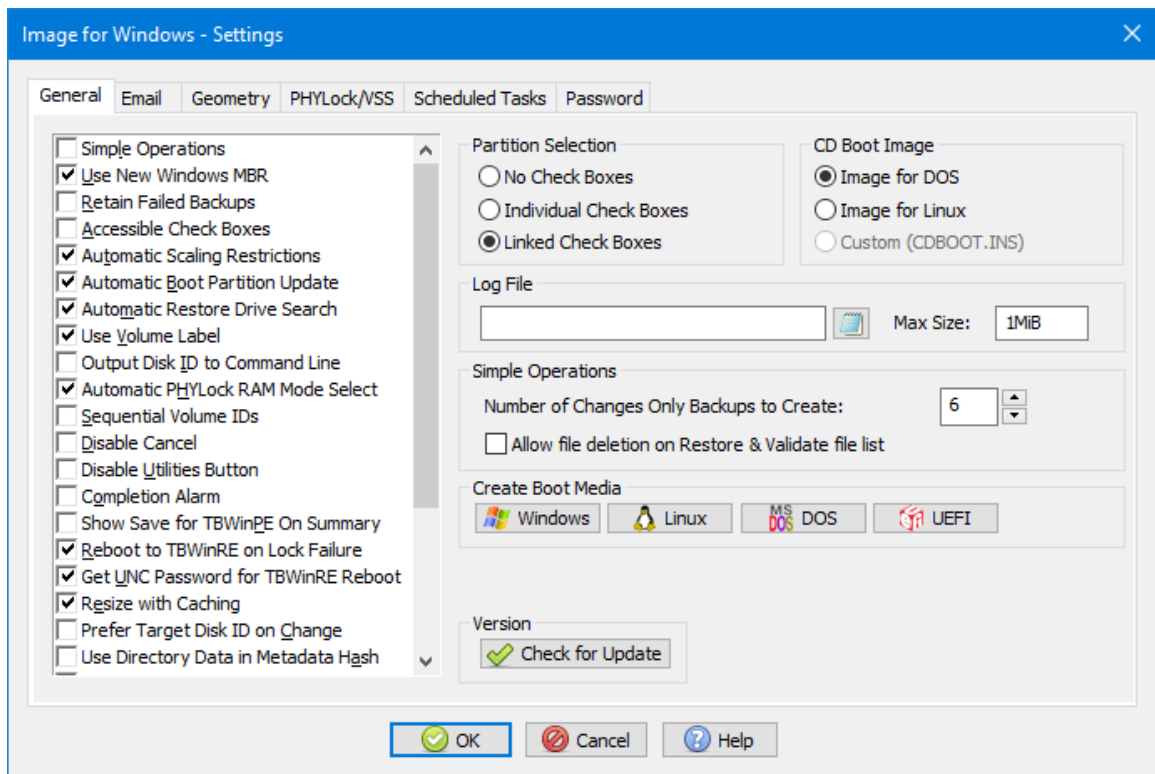 Image for Windows - Settings
General Email Geometry PHYLock/VSS Scheduled Tasks Password
Simple Operations
Use New Windows MBR
Retain Failed Backups
Accessible Check Boxes
Automatic Scaling Restrictions
Automatic Boot Partition Update
Automatic Restore Drive Search
Use Volume Label
Output Disk ID to Command Line
Automatic PHYLock RAM Mode Select
Sequential Volume IDs
Disable Cancel
Disable Utilities Button
Completion Alarm
Show Save for TBWinPE On Summary
Reboot to TBWinRE on Lock Failure
Get UNC Password for TBWinRE Reboot
Resize with Caching
Prefer Target Disk ID on Change
Use Directory Data in Metadata Hash
Partition Selection
No Check Boxes
Individual Check Boxes
Linked Check Boxes
CD Boot Image
Image for DOS
Image for Linux
Custom (CDBOOT.INS)
Log File
Max Size: 1MiB
Simple Operations
Number of Changes Only Backups to Create: 6
Allow file deletion on Restore & Validate file list
Create Boot Media
Windows Linux MS DOS DOS UEFI
Version
Check for Update
OK Cancel Help